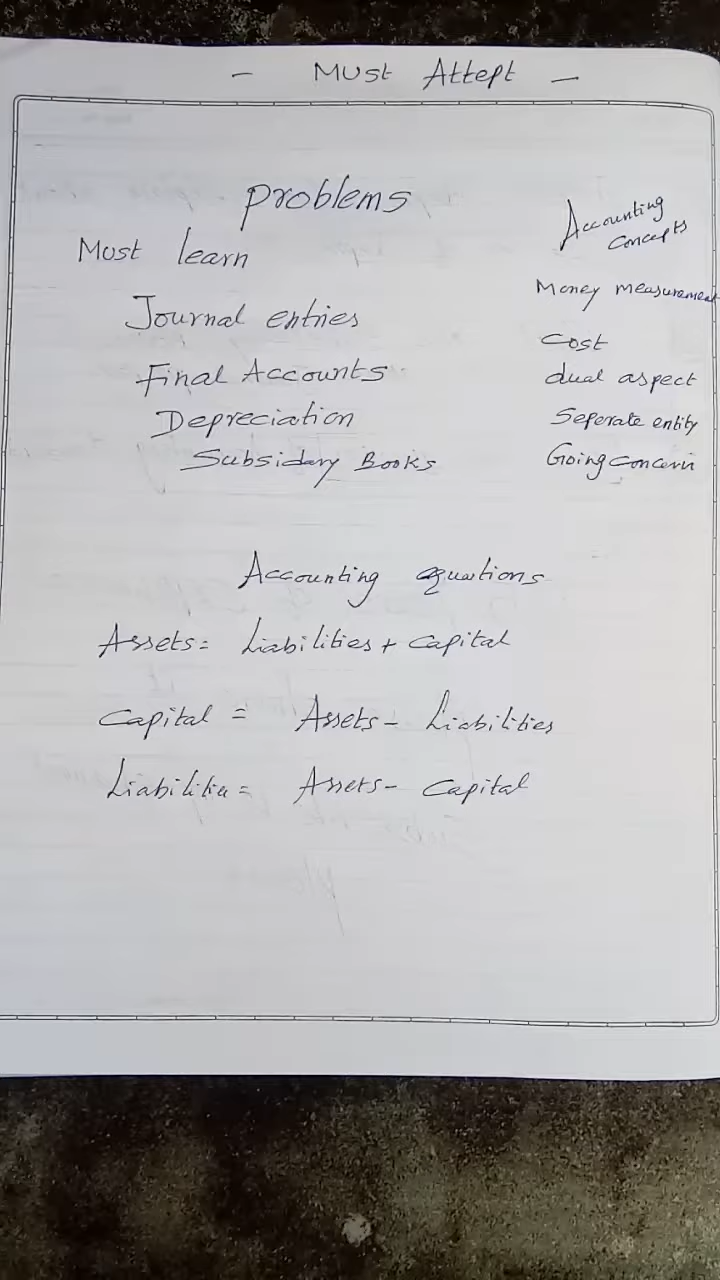 - Must Attept -
problems
Must learn
Journal entries
Final Accounts
Depreciation
Subsidary Books
Accounting
concepts
Money measurement
Cost
dual aspect
Seperate entity
Going concern
Accounting equations
Assets = Liabilities + Capital
Capital = Assets - Liabilities
Liabilities = Assets - Capital